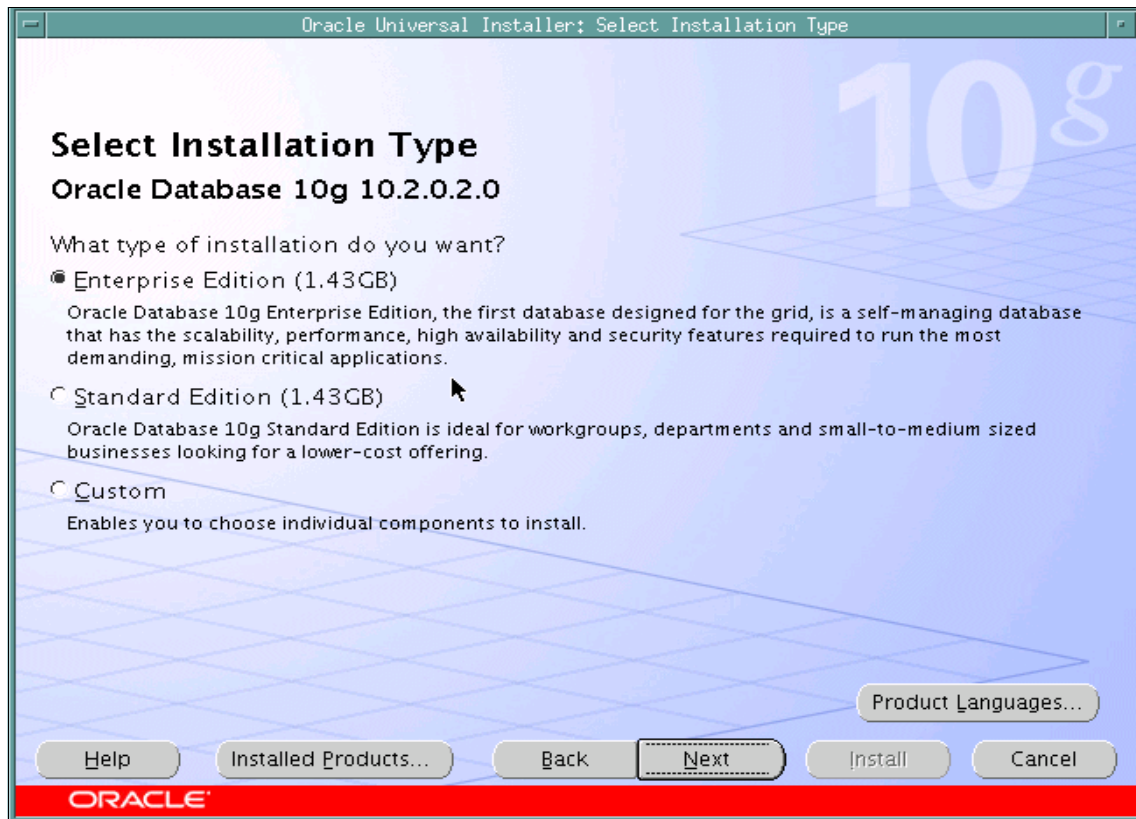 Oracle Universal Installer: Select Installation Type
10g
Select Installation Type
Oracle Database 10g 10.2.0.2.0
What type of installation do you want?
Enterprise Edition (1.43GB)
Oracle Database 10g Enterprise Edition, the first database designed for the grid, is a self-managing database
that has the scalability, performance, high availability and security features required to run the most
demanding, mission critical applications.
Standard Edition (1.43GB)
Oracle Database 10g Standard Edition is ideal for workgroups, departments and small-to-medium sized
businesses looking for a lower-cost offering.
Custom
Enables you to choose individual components to install.
Product Languages...
Help Installed Products... Back Next Install Cancel
ORACLE